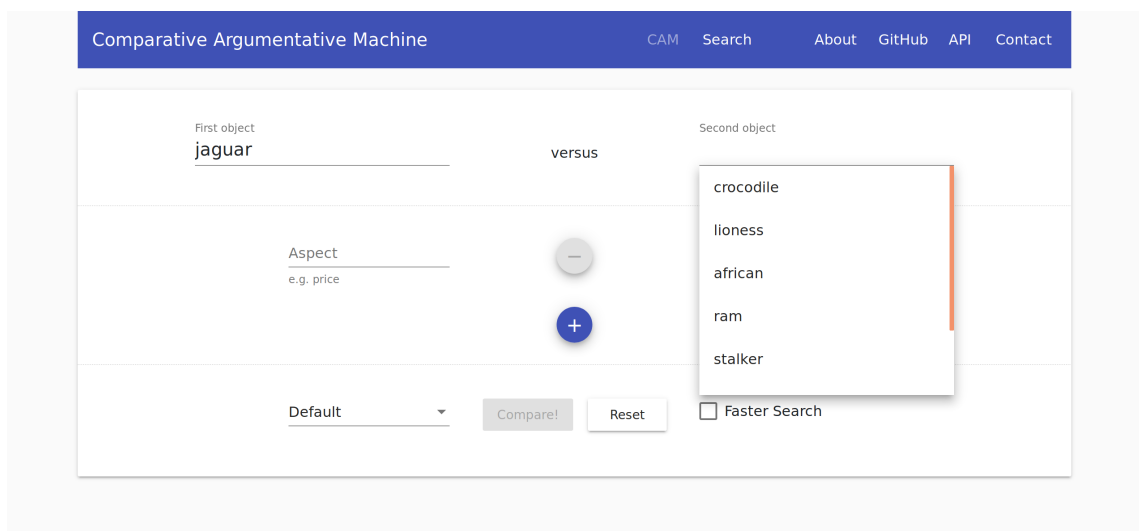 Comparative Argumentative Machine CAM Search About GitHub API Contact
First object
jaguar
versus
Second object
crocodile
lioness
african
ram
stalker
Aspect
e.g. price
−
+
Default
Compare!
Reset
Faster Search